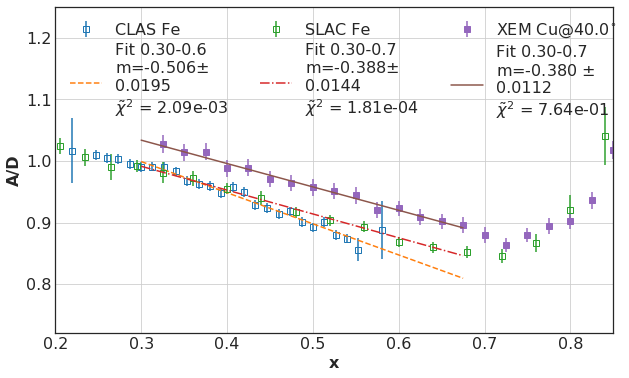 CLAS Fe
Fit 0.30-0.6
m=-0.506±
0.0195
χ̃² = 2.09e-03
SLAC Fe
Fit 0.30-0.7
m=-0.388±
0.0144
χ̃² = 1.81e-04
XEM Cu@40.0°
Fit 0.30-0.7
m=-0.380 ±
0.0112
χ̃² = 7.64e-01
A/D
1.2
1.1
1.0
0.9
0.8
0.2 0.3 0.4 0.5 0.6 0.7 0.8
x